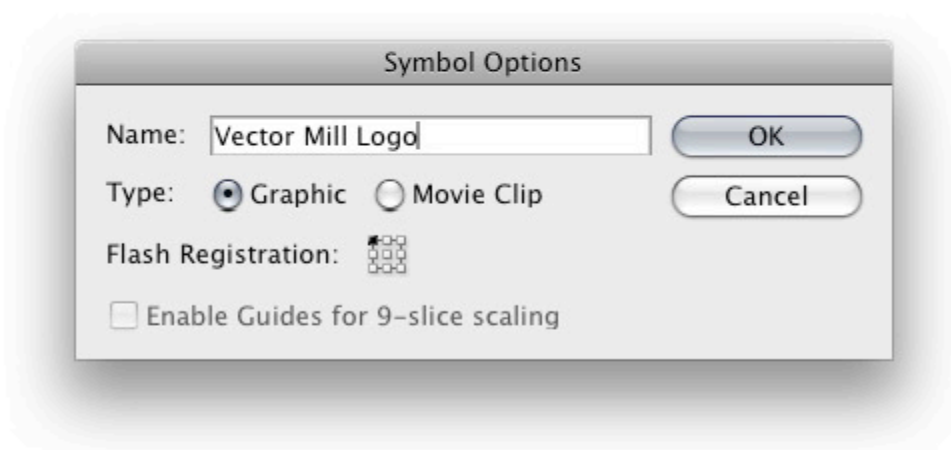 Symbol Options
Name: Vector Mill Logo OK
Type: Graphic Movie Clip Cancel
Flash Registration:
Enable Guides for 9-slice scaling